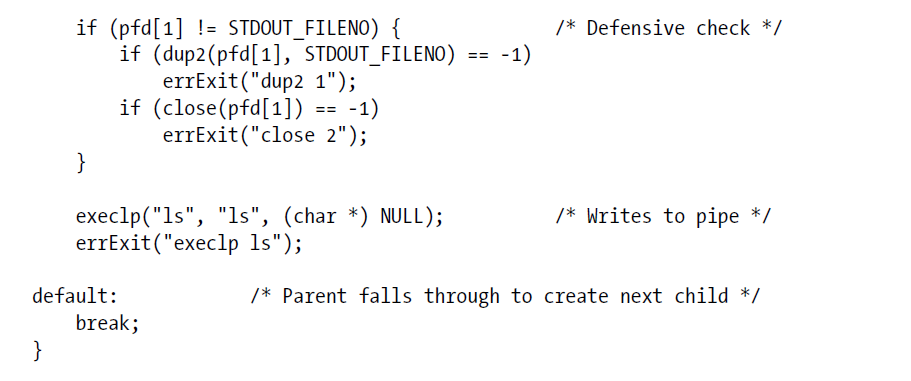 if (pfd[1] != STDOUT_FILENO) { /* Defensive check */
if (dup2(pfd[1], STDOUT_FILENO) == -1)
errExit("dup2 1");
if (close(pfd[1]) == -1)
errExit("close 2");
}
execlp("ls", "ls", (char *) NULL); /* Writes to pipe */
errExit("execlp ls");
default: /* Parent falls through to create next child */
break;
}